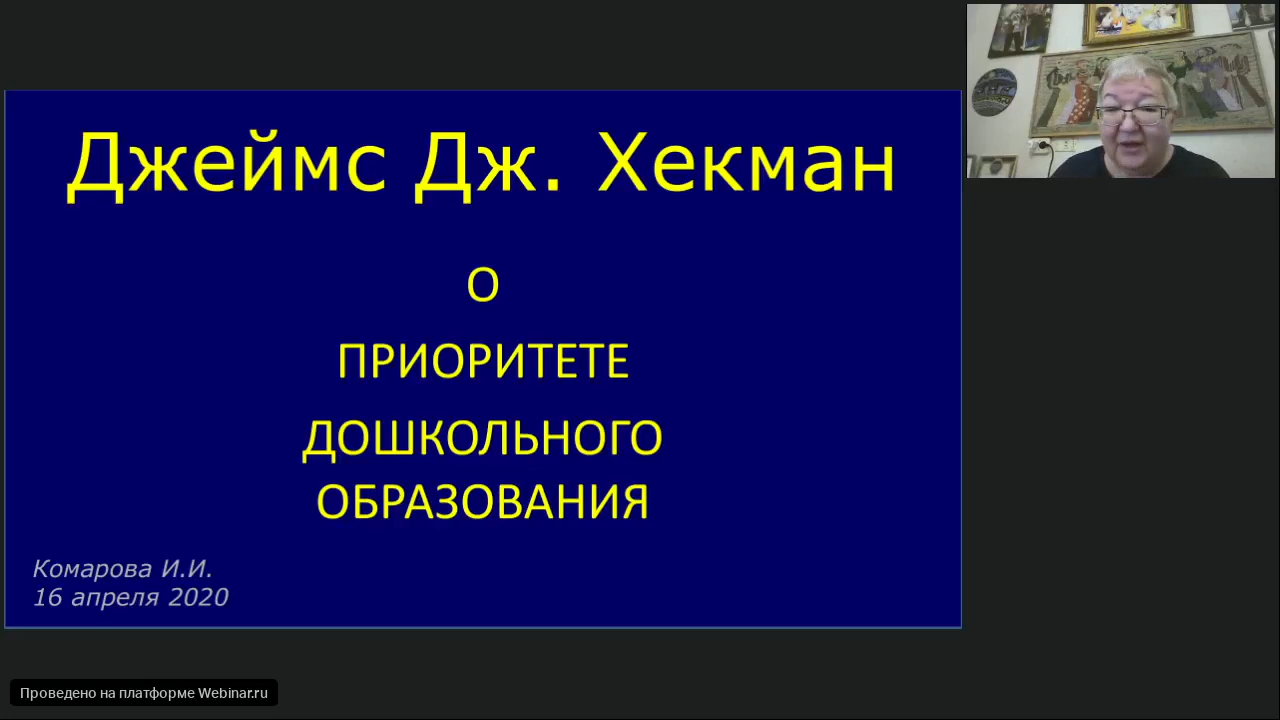 Джеймс Дж. Хекман
О
ПРИОРИТЕТЕ
ДОШКОЛЬНОГО
ОБРАЗОВАНИЯ
Комарова И.И.
16 апреля 2020
Проведено на платформе Webinar.ru